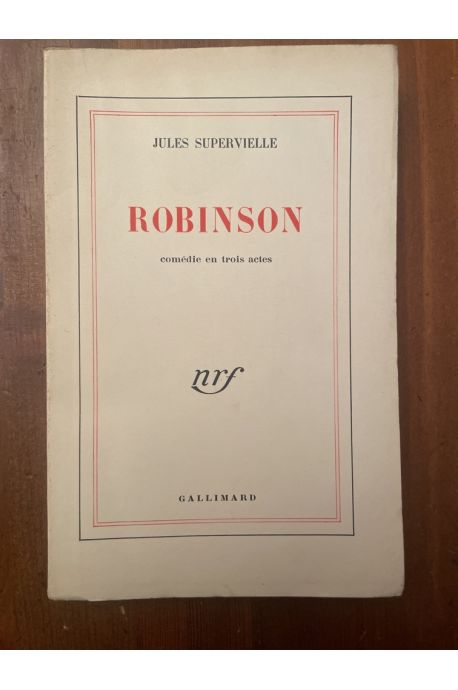 JULES SUPERVIELLE
ROBINSON
comédie en trois actes
nrf
GALLIMARD